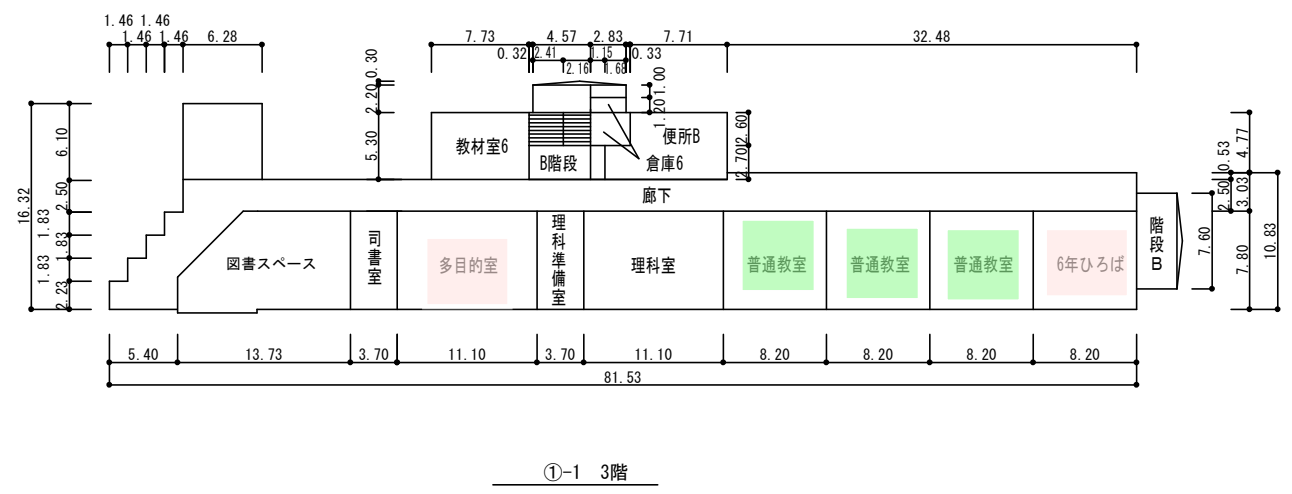 1.46 1.46
1.46 1.46 6.28
7.73 4.57 2.83 7.71 32.48
0.32 2.41 1.15 0.33
2.16 1.68
0.30
2.20
5.30
1.00
1.20
2.60
2.70
教材室6
B階段
便所B
倉庫6
廊下
16.32
6.10
2.50
1.83
1.83
1.83
2.23
図書スペース
司書室
多目的室
理科準備室
理科室
普通教室
普通教室
普通教室
6年ひろば
階段B
7.60
0.53
2.50
4.77
3.03
7.80
10.83
5.40 13.73 3.70 11.10 3.70 11.10 8.20 8.20 8.20 8.20
81.53
①-1 3階